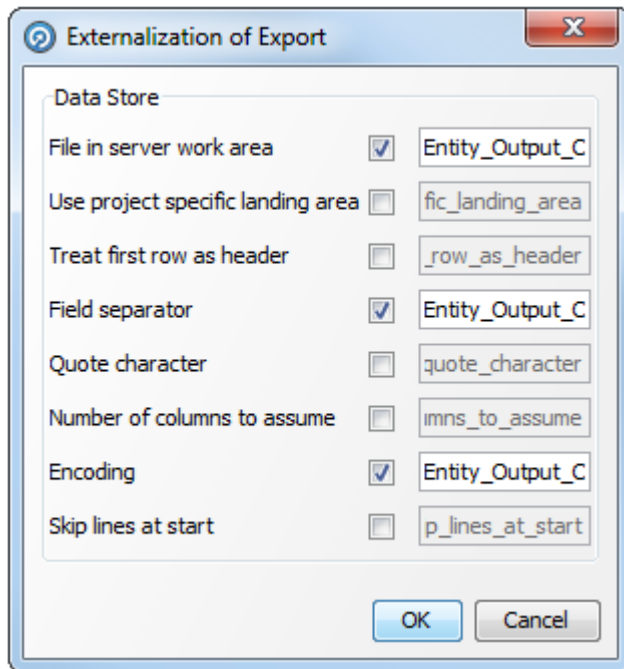 Externalization of Export
Data Store
File in server work area Entity_Output_C
Use project specific landing area fic_landing_area
Treat first row as header _row_as_header
Field separator Entity_Output_C
Quote character quote_character
Number of columns to assume imns_to_assume
Encoding Entity_Output_C
Skip lines at start p_lines_at_start
OK Cancel